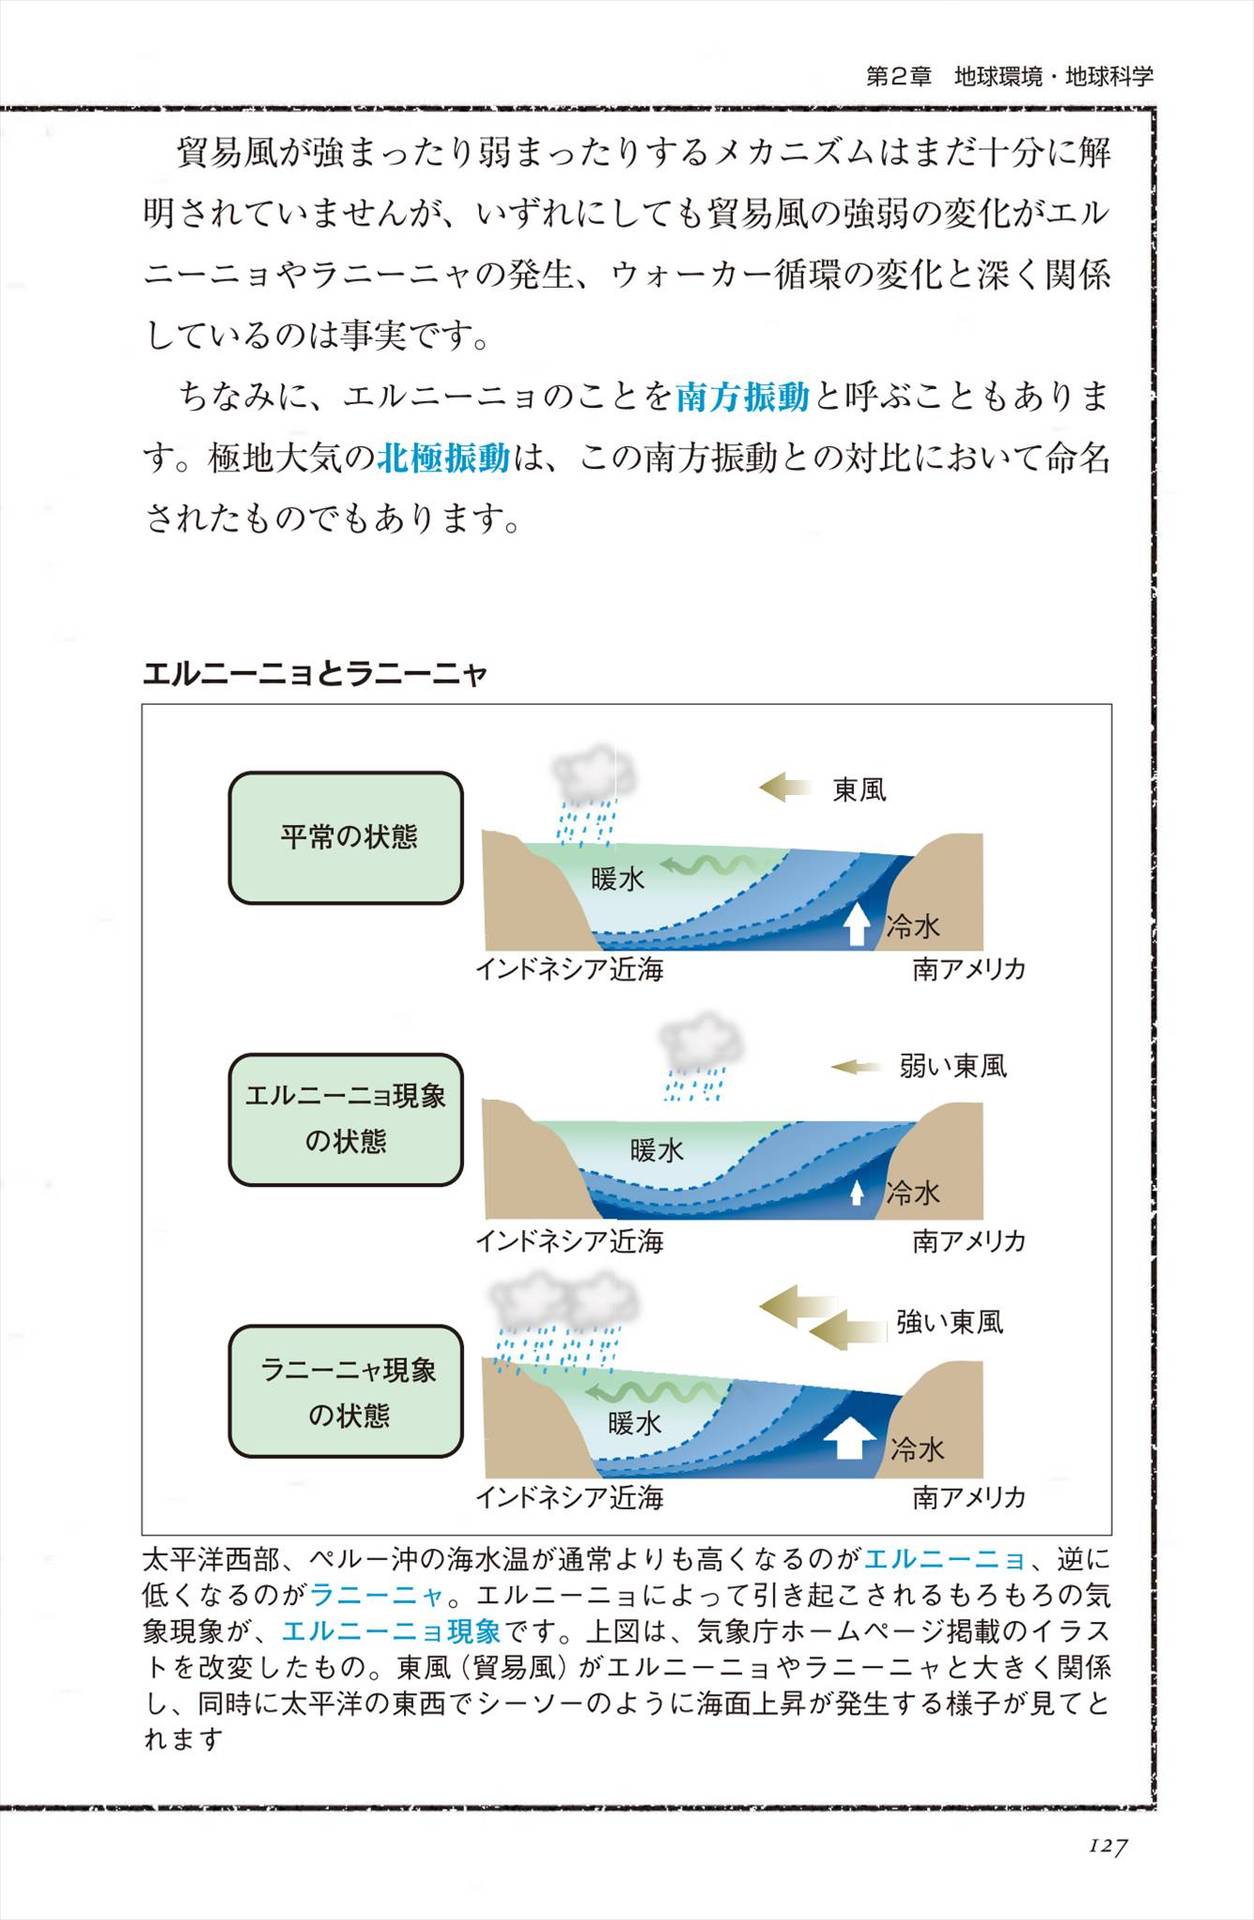 第2章　地球環境・地球科学
貿易風が強まったり弱まったりするメカニズムはまだ十分に解
明されていませんが、いずれにしても貿易風の強弱の変化がエル
ニーニョやラニーニャの発生、ウォーカー循環の変化と深く関係
しているのは事実です。
ちなみに、エルニーニョのことを南方振動と呼ぶこともありま
す。極地大気の北極振動は、この南方振動との対比において命名
されたものでもあります。
エルニーニョとラニーニャ
平常の状態
東風
暖水
冷水
インドネシア近海
南アメリカ
エルニーニョ現象
の状態
弱い東風
暖水
冷水
インドネシア近海
南アメリカ
ラニーニャ現象
の状態
強い東風
暖水
冷水
インドネシア近海
南アメリカ
太平洋西部、ペルー沖の海水温が通常よりも高くなるのがエルニーニョ、逆に
低くなるのがラニーニャ。エルニーニョによって引き起こされるもろもろの気
象現象が、エルニーニョ現象です。上図は、気象庁ホームページ掲載のイラス
トを改変したもの。東風（貿易風）がエルニーニョやラニーニャと大きく関係
し、同時に太平洋の東西でシーソーのように海面上昇が発生する様子が見てと
れます
127